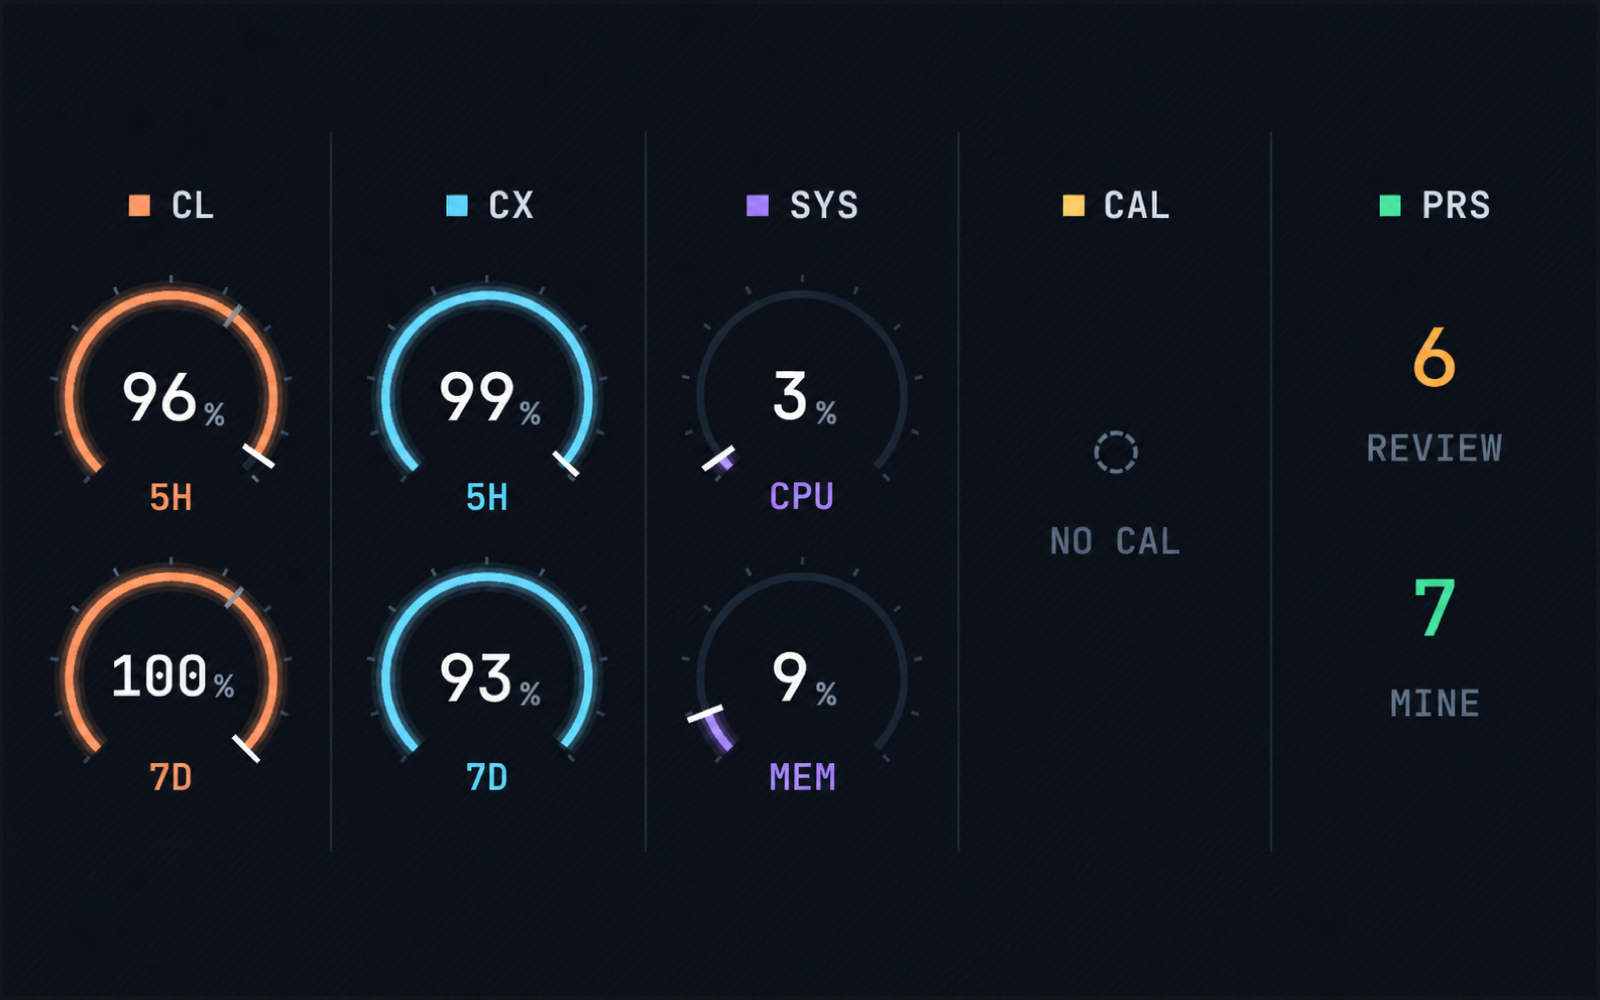 CL
96%
5H
100%
7D
CX
99%
5H
93%
7D
SYS
3%
CPU
9%
MEM
CAL
NO CAL
PRS
6
REVIEW
7
MINE